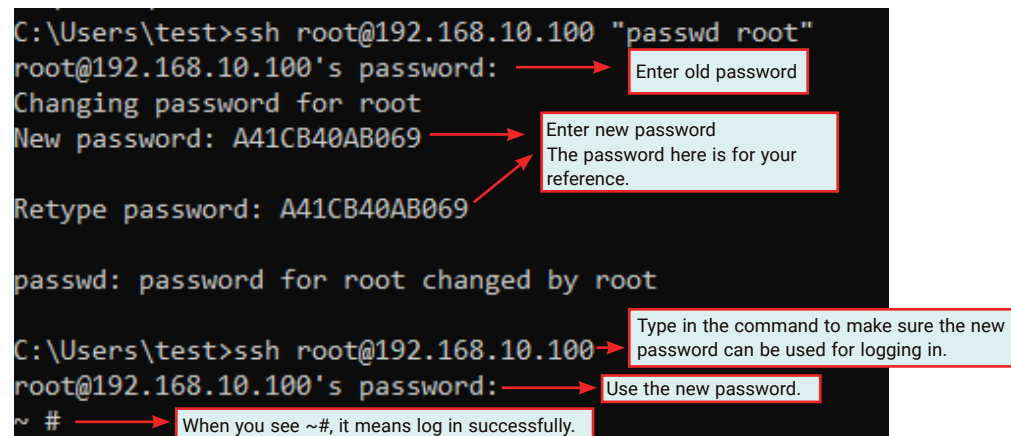 C:\Users\test>ssh root@192.168.10.100 "passwd root"
root@192.168.10.100's password:
Enter old password
Changing password for root
New password: A41CB40AB069
Enter new password
The password here is for your
reference.
Retype password: A41CB40AB069
passwd: password for root changed by root
C:\Users\test>ssh root@192.168.10.100
Type in the command to make sure the new
password can be used for logging in.
root@192.168.10.100's password:
Use the new password.
~ #
When you see ~#, it means log in successfully.